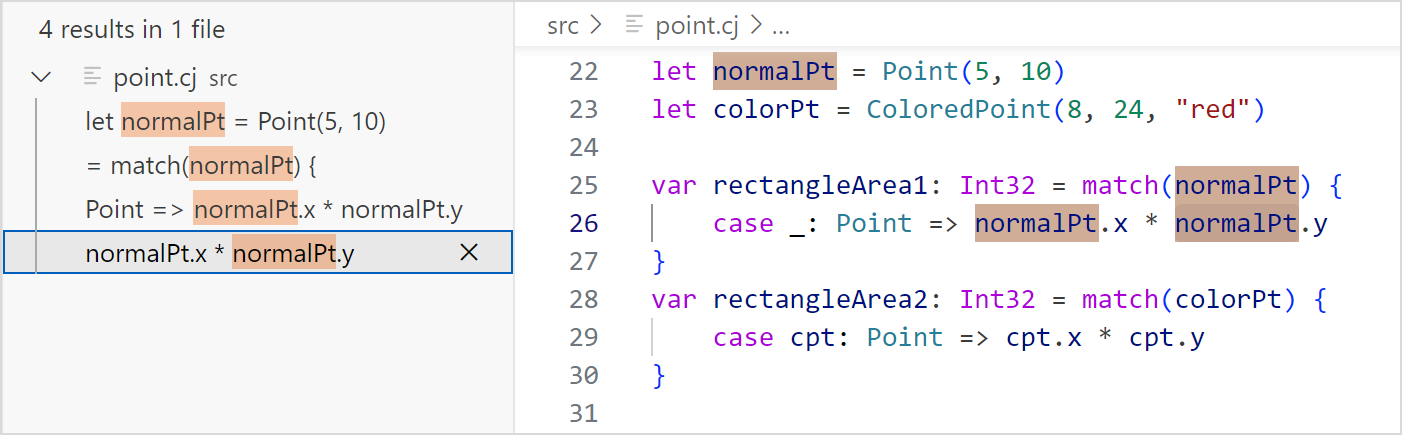 4 results in 1 file
point.cj src
let normalPt = Point(5, 10)
= match(normalPt) {
Point => normalPt.x * normalPt.y
normalPt.x * normalPt.y
src > point.cj > ...
22 let normalPt = Point(5, 10)
23 let colorPt = ColoredPoint(8, 24, "red")
24
25 var rectangleArea1: Int32 = match(normalPt) {
26 case _: Point => normalPt.x * normalPt.y
27 }
28 var rectangleArea2: Int32 = match(colorPt) {
29 case cpt: Point => cpt.x * cpt.y
30 }
31